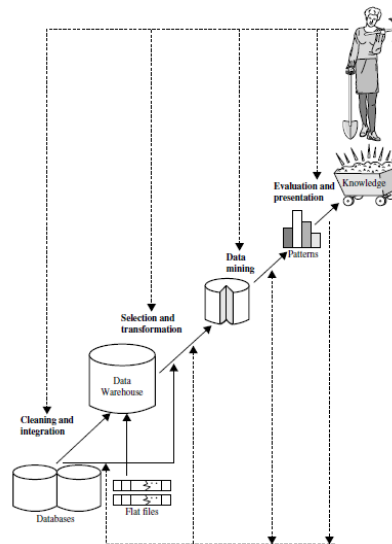 Evaluation and
presentation
Knowledge
Patterns
Data
mining
Selection and
transformation
Data
Warehouse
Cleaning and
integration
Databases
Flat files